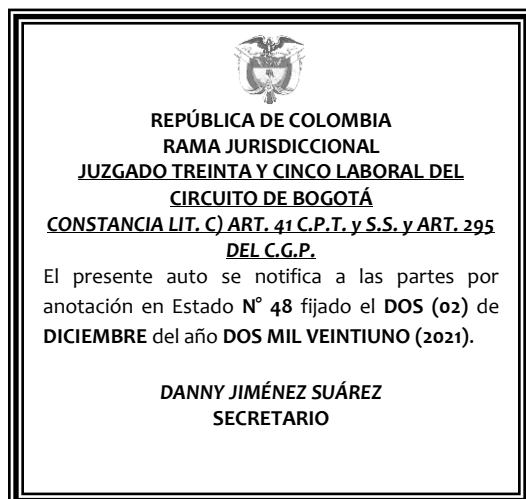 REPÚBLICA DE COLOMBIA
RAMA JURISDICCIONAL
JUZGADO TREINTA Y CINCO LABORAL DEL
CIRCUITO DE BOGOTÁ
CONSTANCIA LIT. C) ART. 41 C.P.T. y S.S. y ART. 295
DEL C.G.P.
El presente auto se notifica a las partes por
anotación en Estado N° 48 fijado el DOS (02) de
DICIEMBRE del año DOS MIL VEINTIUNO (2021).
DANNY JIMÉNEZ SUÁREZ
SECRETARIO